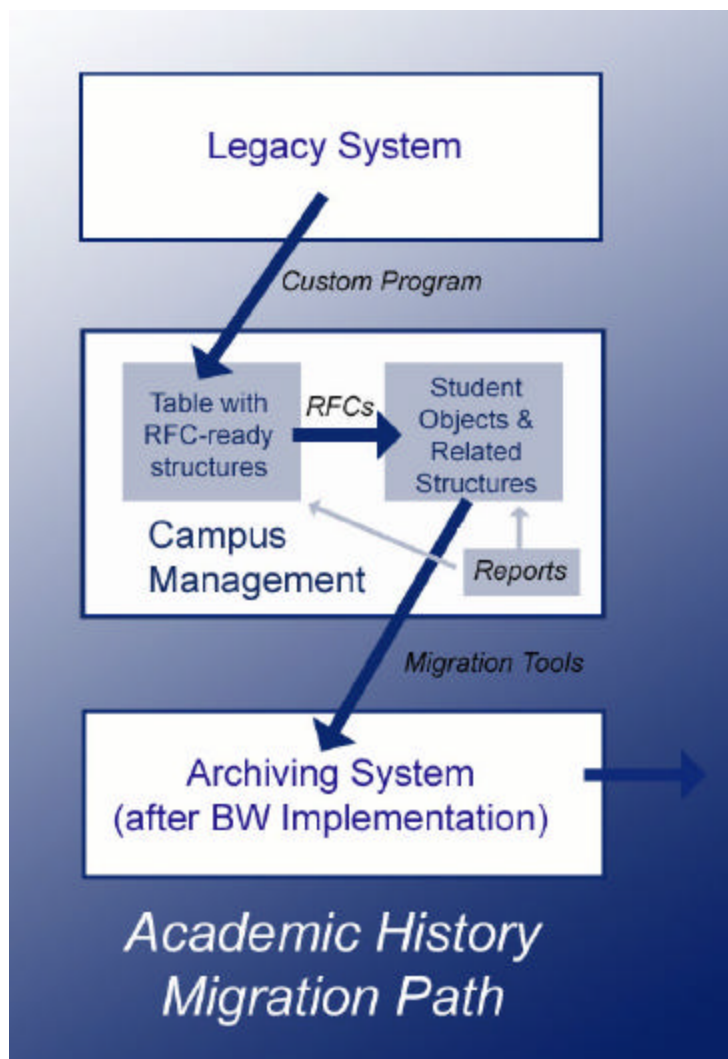 Legacy System
Custom Program
Table with
RFC-ready
structures
RFCs
Student
Objects &
Related
Structures
Campus
Management
Reports
Migration Tools
Archiving System
(after BW Implementation)
Academic History
Migration Path